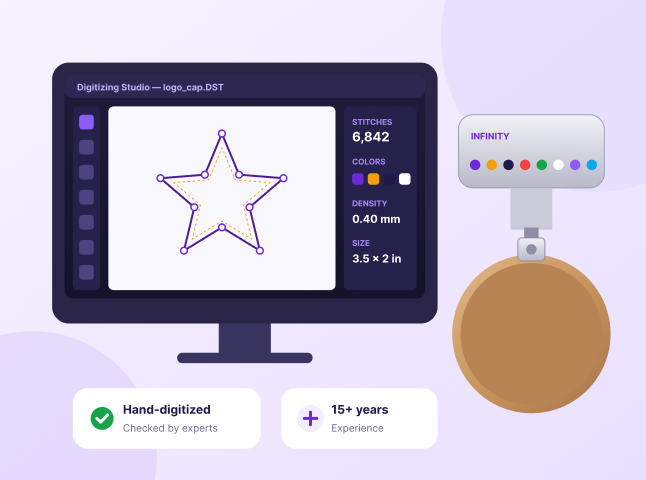 Digitizing Studio — logo_cap.DST
STITCHES
6,842
COLORS
DENSITY
0.40 mm
SIZE
3.5 × 2 in
INFINITY
Hand-digitized
Checked by experts
15+ years
Experience